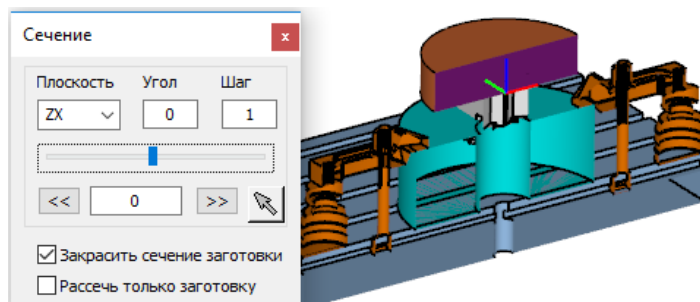 Сечение x
Плоскость Угол Шаг
ZX 0 1
<< 0 >>
Закрасить сечение заготовки
Рассечь только заготовку